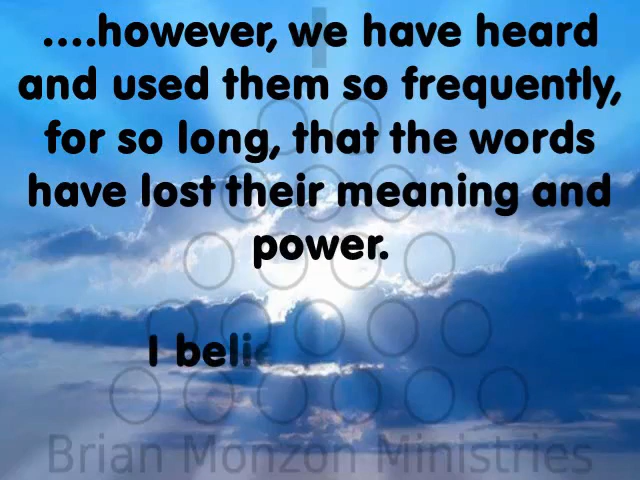 ....however, we have heard
and used them so frequently,
for so long, that the words
have lost their meaning and
power.
I belie
Brian Monzon Ministries